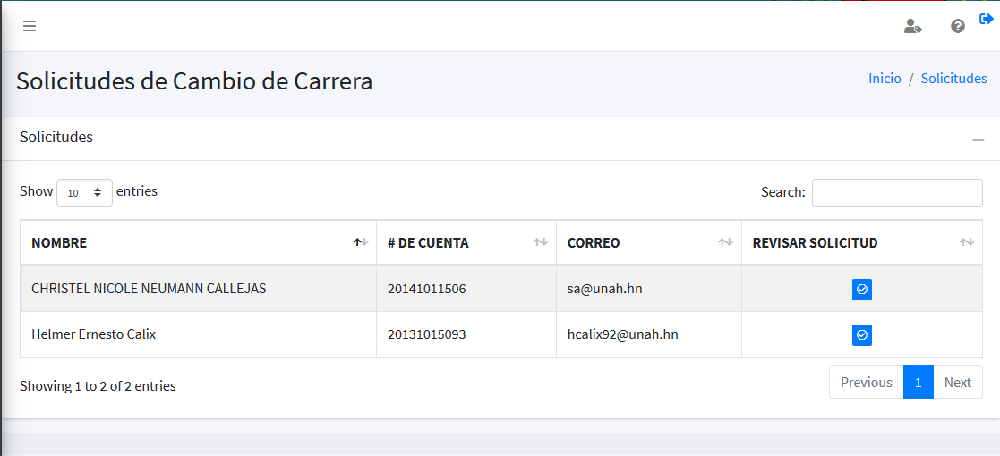 Solicitudes de Cambio de Carrera
Inicio / Solicitudes
Solicitudes
Show 10 entries
Search:
NOMBRE # DE CUENTA CORREO REVISAR SOLICITUD
CHRISTEL NICOLE NEUMANN CALLEJAS 20141011506 sa@unah.hn
Helmer Ernesto Calix 20131015093 hcalix92@unah.hn
Showing 1 to 2 of 2 entries
Previous 1 Next